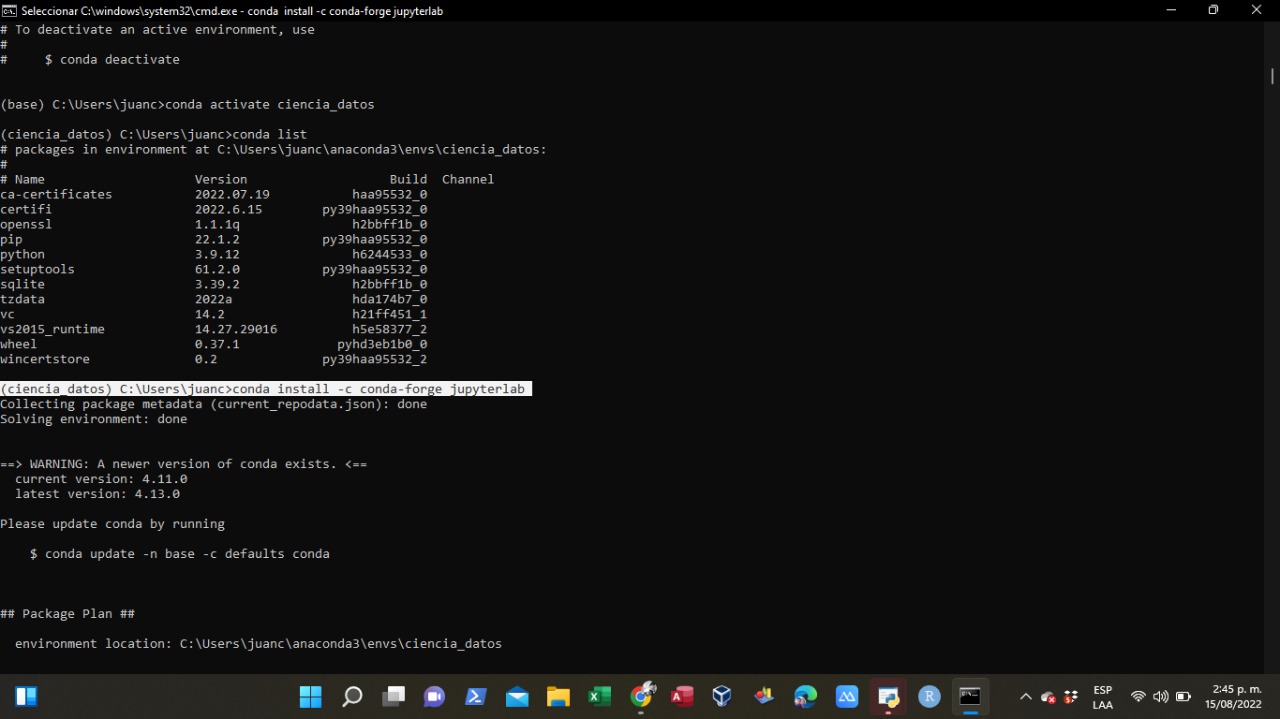 Seleccionar C:\windows\system32\cmd.exe - conda  install -c conda-forge jupyterlab
# To deactivate an active environment, use
#
#     $ conda deactivate
(base) C:\Users\juanc>conda activate ciencia_datos
(ciencia_datos) C:\Users\juanc>conda list
# packages in environment at C:\Users\juanc\anaconda3\envs\ciencia_datos:
#
# Name                    Version                   Build  Channel
ca-certificates           2022.07.19           haa95532_0
certifi                   2022.6.15        py39haa95532_0
openssl                   1.1.1q               h2bbff1b_0
pip                       22.1.2           py39haa95532_0
python                    3.9.12               h6244533_0
setuptools                61.2.0           py39haa95532_0
sqlite                    3.39.2               h2bbff1b_0
tzdata                    2022a                hda174b7_0
vc                        14.2                 h21ff451_1
vs2015_runtime            14.27.29016          h5e58377_2
wheel                     0.37.1             pyhd3eb1b0_0
wincertstore              0.2              py39haa95532_2
(ciencia_datos) C:\Users\juanc>conda install -c conda-forge jupyterlab
Collecting package metadata (current_repodata.json): done
Solving environment: done
==> WARNING: A newer version of conda exists. <==
  current version: 4.11.0
  latest version: 4.13.0
Please update conda by running
    $ conda update -n base -c defaults conda
## Package Plan ##
  environment location: C:\Users\juanc\anaconda3\envs\ciencia_datos
ESP
LAA
2:45 p. m.
15/08/2022